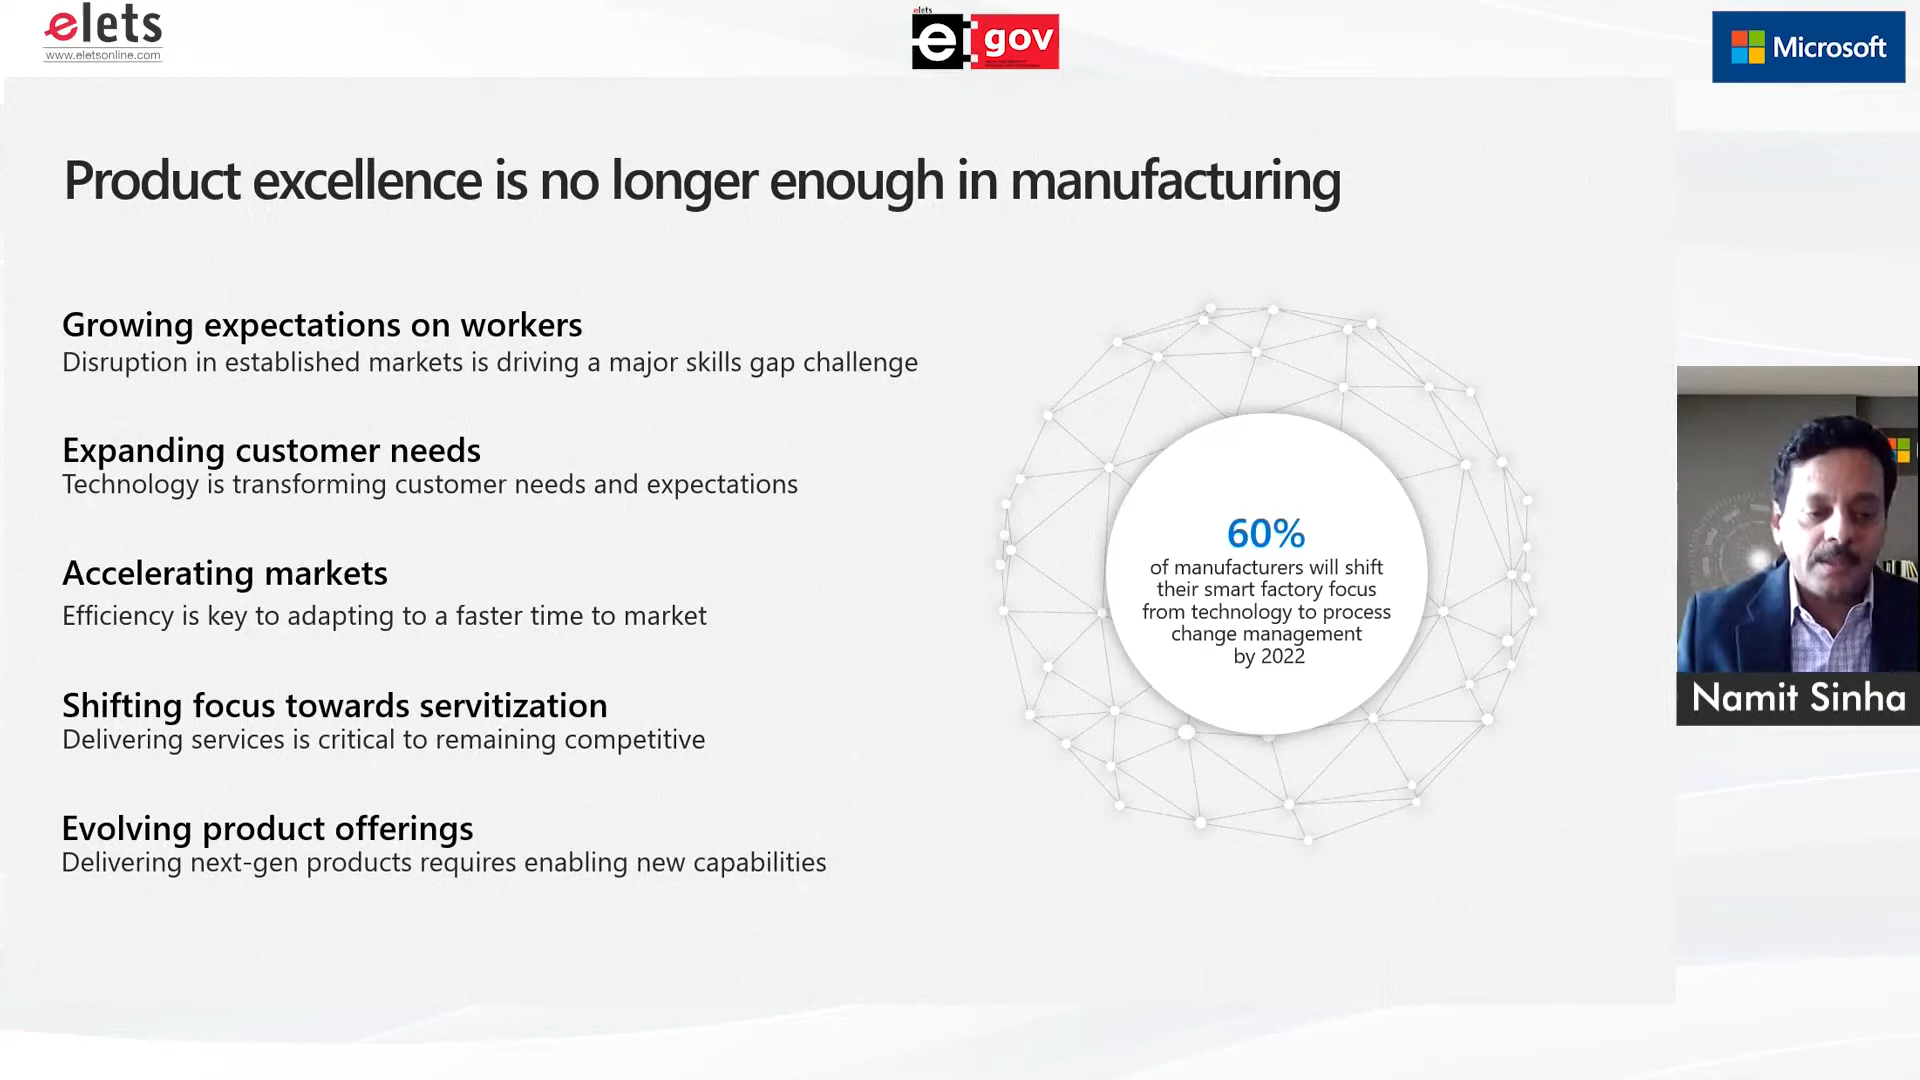 elets
www.eletsonline.com
elets
egov
Microsoft
Product excellence is no longer enough in manufacturing
Growing expectations on workers
Disruption in established markets is driving a major skills gap challenge
Expanding customer needs
Technology is transforming customer needs and expectations
Accelerating markets
Efficiency is key to adapting to a faster time to market
Shifting focus towards servitization
Delivering services is critical to remaining competitive
Evolving product offerings
Delivering next-gen products requires enabling new capabilities
60%
of manufacturers will shift
their smart factory focus
from technology to process
change management
by 2022
Namit Sinha